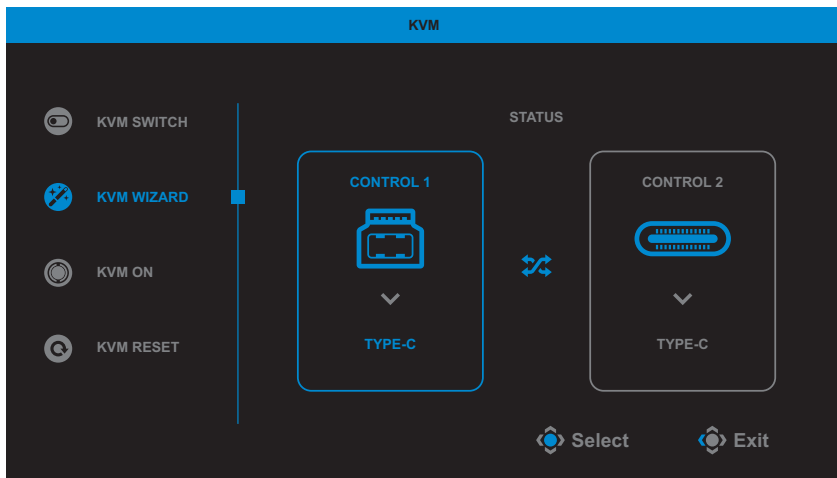 KVM
KVM SWITCH
KVM WIZARD
KVM ON
KVM RESET
STATUS
CONTROL 1
TYPE-C
CONTROL 2
TYPE-C
Select
Exit